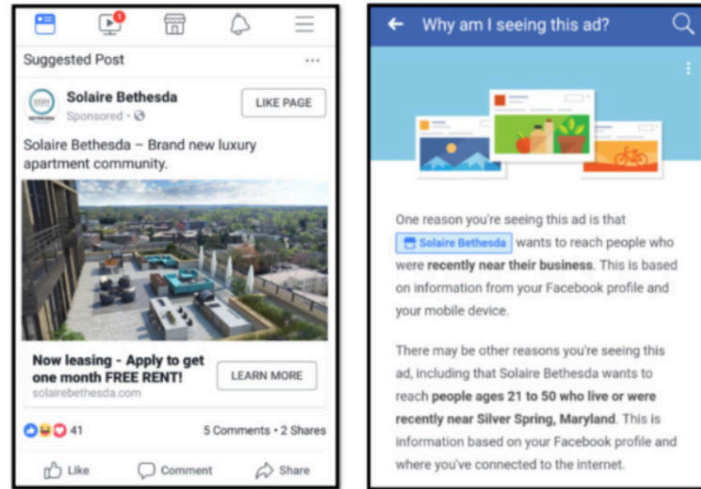 1
Suggested Post
Solaire Bethesda
Sponsored •
LIKE PAGE
Solaire Bethesda – Brand new luxury
apartment community.
Now leasing - Apply to get
one month FREE RENT!
solairebethesda.com
LEARN MORE
41
5 Comments • 2 Shares
Like
Comment
Share
Why am I seeing this ad?
One reason you're seeing this ad is that
Solaire Bethesda wants to reach people who
were recently near their business. This is based
on information from your Facebook profile and
your mobile device.
There may be other reasons you're seeing this
ad, including that Solaire Bethesda wants to
reach people ages 21 to 50 who live or were
recently near Silver Spring, Maryland. This is
information based on your Facebook profile and
where you've connected to the internet.